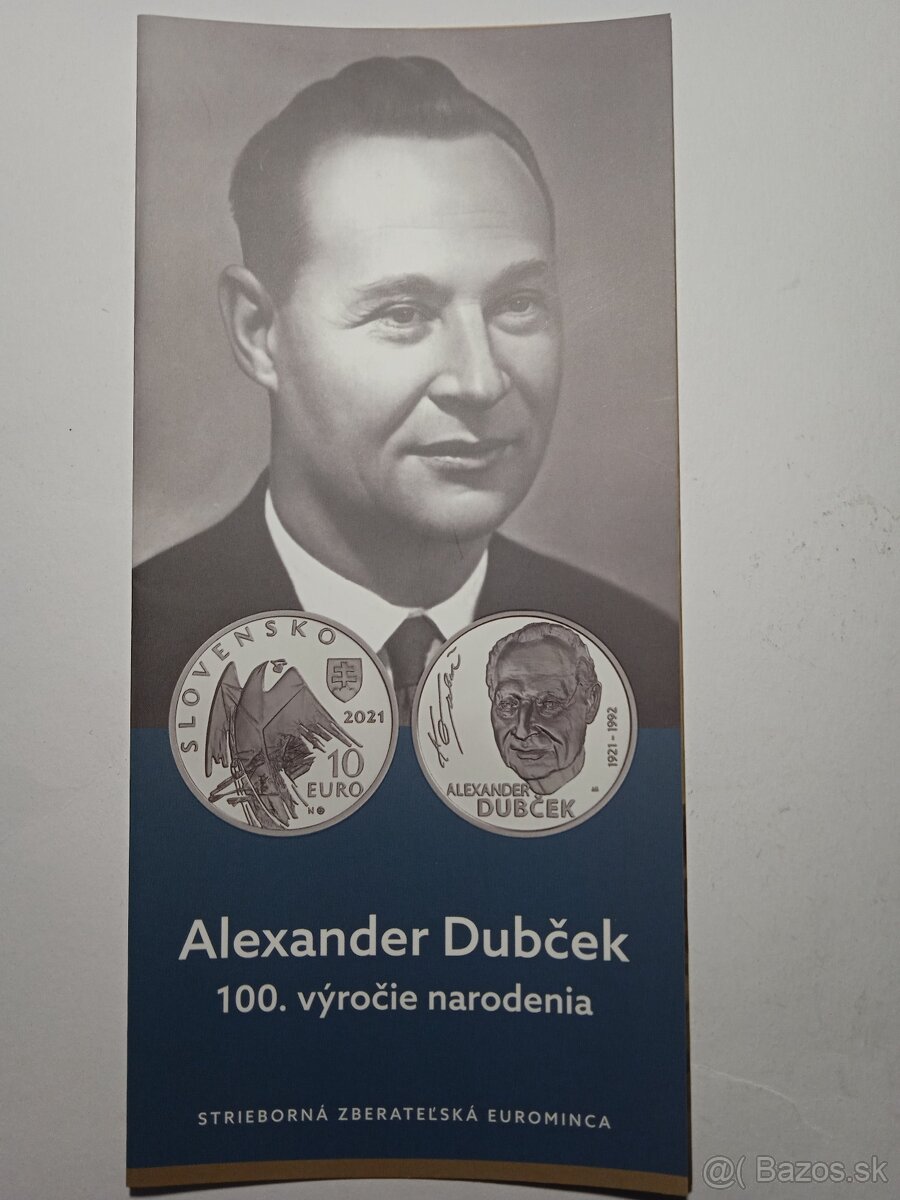 SLOVENSKO
2021
10
EURO
1921 - 1992
ALEXANDER
DUBČEK
Alexander Dubček
100. výročie narodenia
STRIEBORNÁ ZBERATEĽSKÁ EUROMINCA
@( Bazos.sk